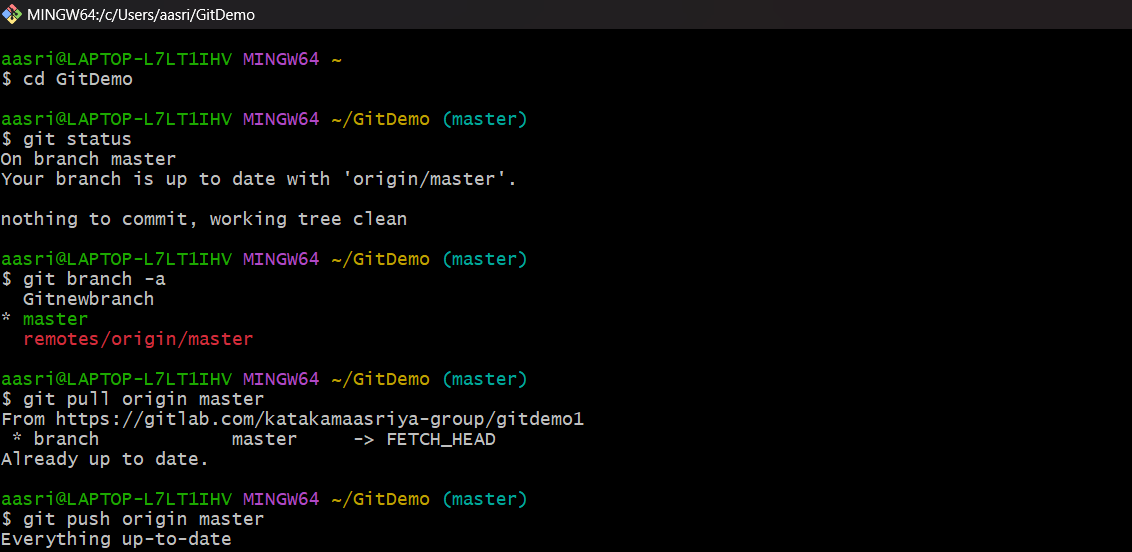 MINGW64:/c/Users/aasri/GitDemo
aasri@LAPTOP-L7LT1IHV MINGW64 ~
$ cd GitDemo
aasri@LAPTOP-L7LT1IHV MINGW64 ~/GitDemo (master)
$ git status
On branch master
Your branch is up to date with 'origin/master'.
nothing to commit, working tree clean
aasri@LAPTOP-L7LT1IHV MINGW64 ~/GitDemo (master)
$ git branch -a
  Gitnewbranch
* master
  remotes/origin/master
aasri@LAPTOP-L7LT1IHV MINGW64 ~/GitDemo (master)
$ git pull origin master
From https://gitlab.com/katakamaasriya-group/gitdemo1
 * branch            master     -> FETCH_HEAD
Already up to date.
aasri@LAPTOP-L7LT1IHV MINGW64 ~/GitDemo (master)
$ git push origin master
Everything up-to-date